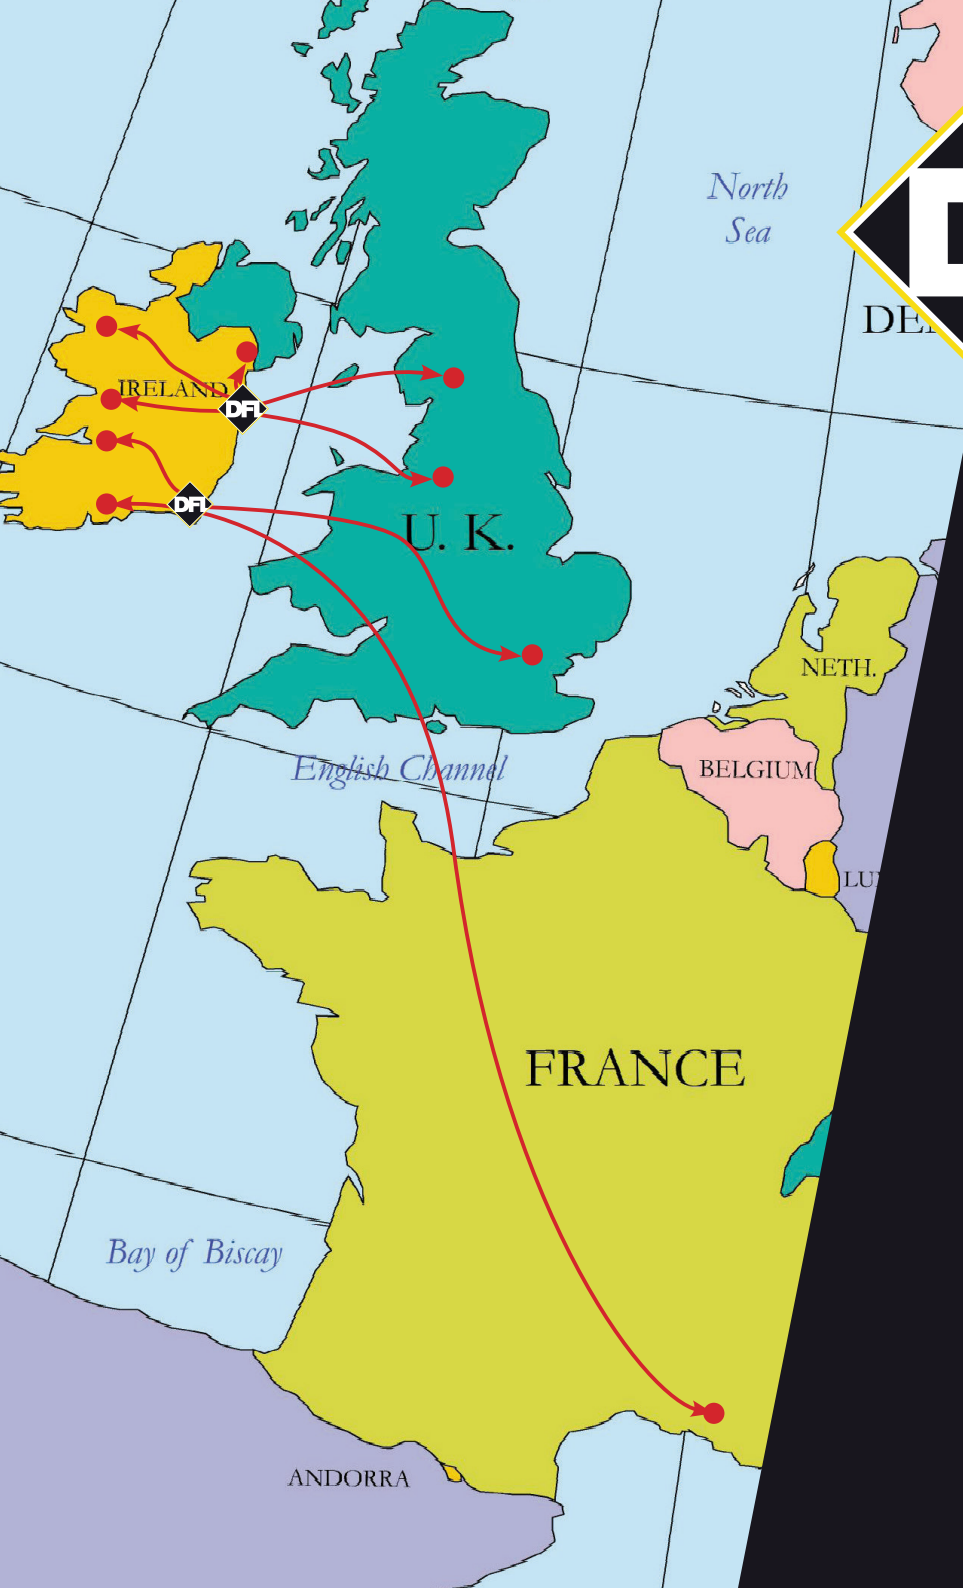 North
Sea
IRELAND
DFL
DFL
U. K.
NETH.
English Channel
BELGIUM
FRANCE
Bay of Biscay
ANDORRA